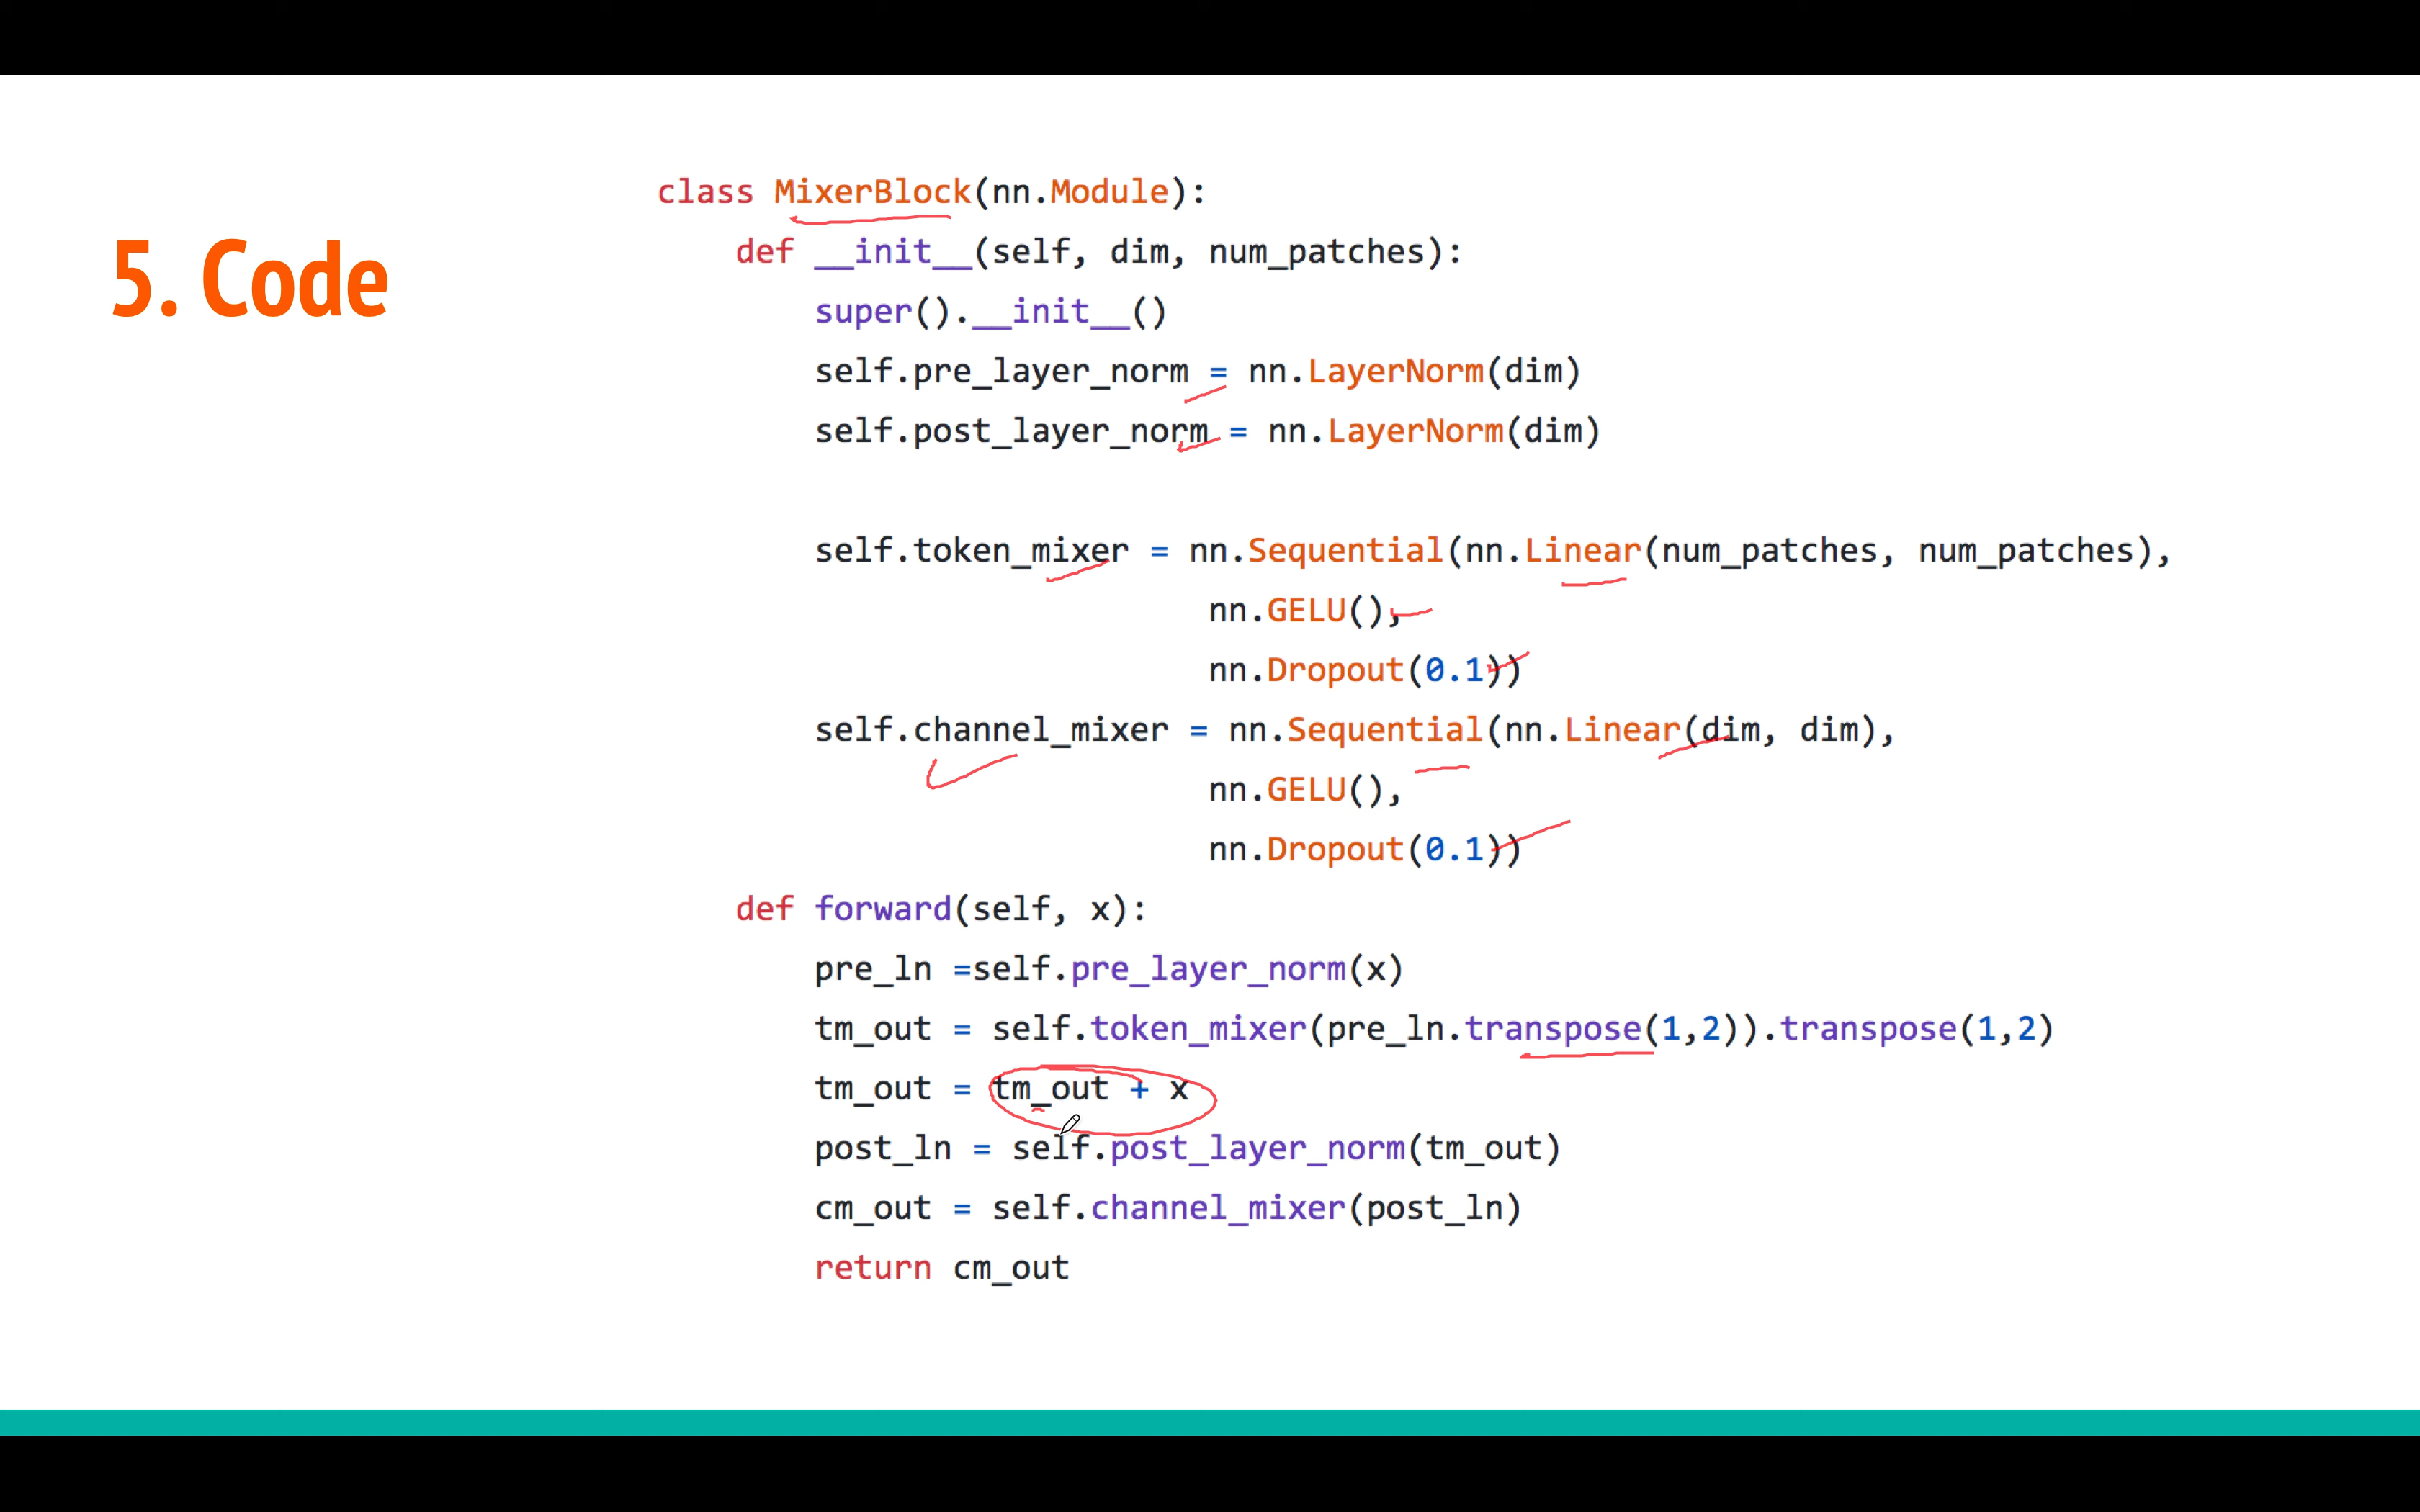 5. Code
class MixerBlock(nn.Module):
def __init__(self, dim, num_patches):
super().__init__()
self.pre_layer_norm = nn.LayerNorm(dim)
self.post_layer_norm = nn.LayerNorm(dim)
self.token_mixer = nn.Sequential(nn.Linear(num_patches, num_patches),
nn.GELU(),
nn.Dropout(0.1))
self.channel_mixer = nn.Sequential(nn.Linear(dim, dim),
nn.GELU(),
nn.Dropout(0.1))
def forward(self, x):
pre_ln =self.pre_layer_norm(x)
tm_out = self.token_mixer(pre_ln.transpose(1,2)).transpose(1,2)
tm_out = tm_out + x
post_ln = self.post_layer_norm(tm_out)
cm_out = self.channel_mixer(post_ln)
return cm_out